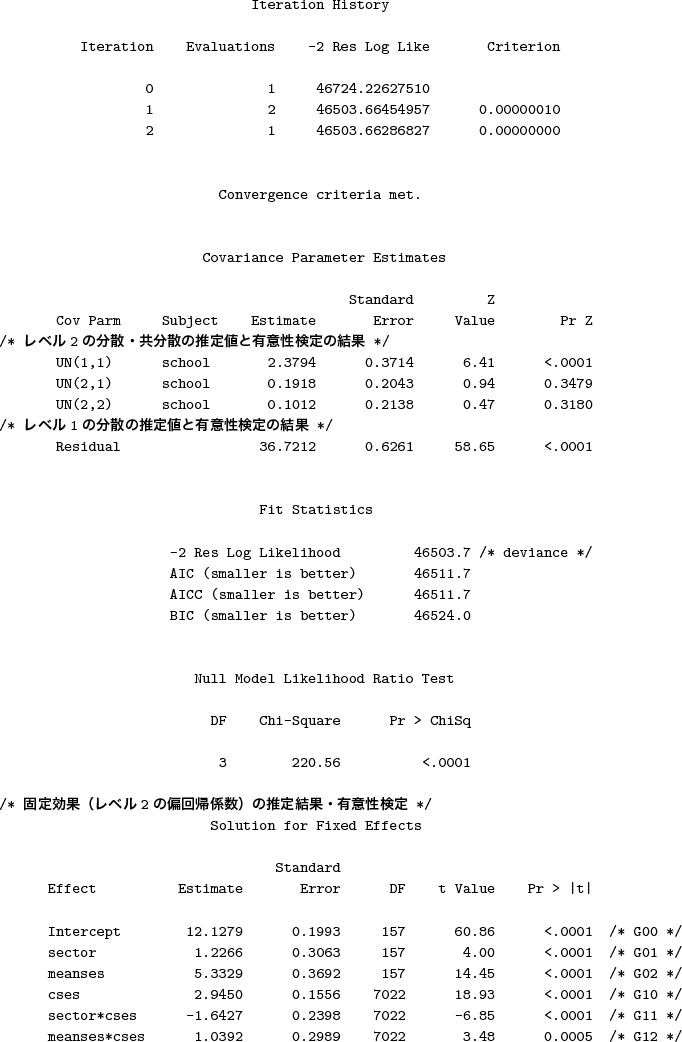 Iteration History
Iteration Evaluations -2 Res Log Like Criterion
0 1 46724.22627510
1 2 46503.66454957 0.00000010
2 1 46503.66286827 0.00000000
Convergence criteria met.
Covariance Parameter Estimates
Standard Z
Cov Parm Subject Estimate Error Value Pr Z
/* レベル2の分散・共分散の推定値と有意性検定の結果 */
UN(1,1) school 2.3794 0.3714 6.41 <.0001
UN(2,1) school 0.1918 0.2043 0.94 0.3479
UN(2,2) school 0.1012 0.2138 0.47 0.3180
/* レベル1の分散の推定値と有意性検定の結果 */
Residual 36.7212 0.6261 58.65 <.0001
Fit Statistics
-2 Res Log Likelihood 46503.7 /* deviance */
AIC (smaller is better) 46511.7
AICC (smaller is better) 46511.7
BIC (smaller is better) 46524.0
Null Model Likelihood Ratio Test
DF Chi-Square Pr > ChiSq
3 220.56 <.0001
/* 固定効果（レベル2の偏回帰係数）の推定結果・有意性検定 */
Solution for Fixed Effects
Standard
Effect Estimate Error DF t Value Pr > |t|
Intercept 12.1279 0.1993 157 60.86 <.0001 /* G00 */
sector 1.2266 0.3063 157 4.00 <.0001 /* G01 */
meanses 5.3329 0.3692 157 14.45 <.0001 /* G02 */
cses 2.9450 0.1556 7022 18.93 <.0001 /* G10 */
sector*cses -1.6427 0.2398 7022 -6.85 <.0001 /* G11 */
meanses*cses 1.0392 0.2989 7022 3.48 0.0005 /* G12 */